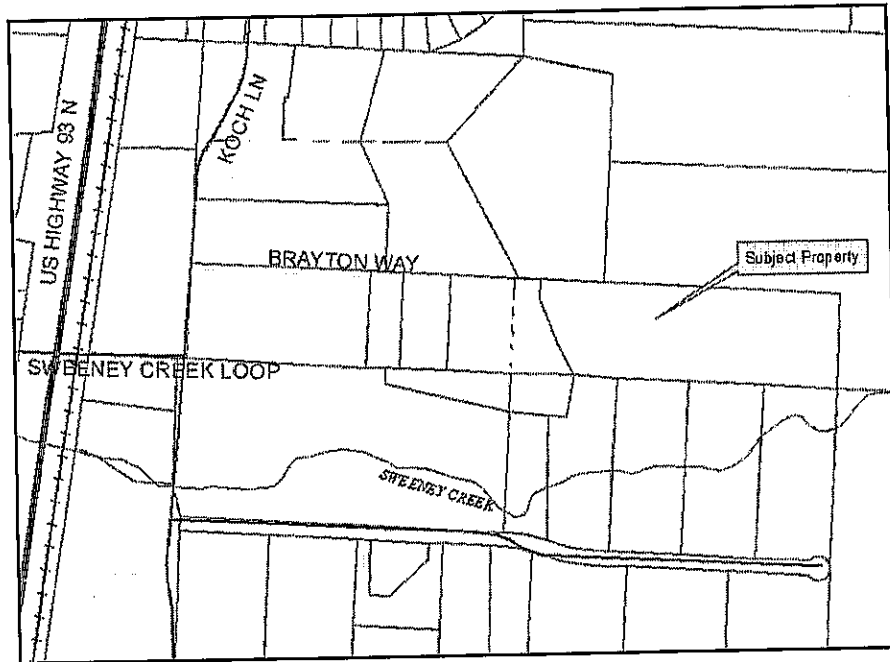 KOCH LN
US HIGHWAY 93 N
BRAYTON WAY
Subject Property
SWEENEY CREEK LOOP
SWEENEY CREEK